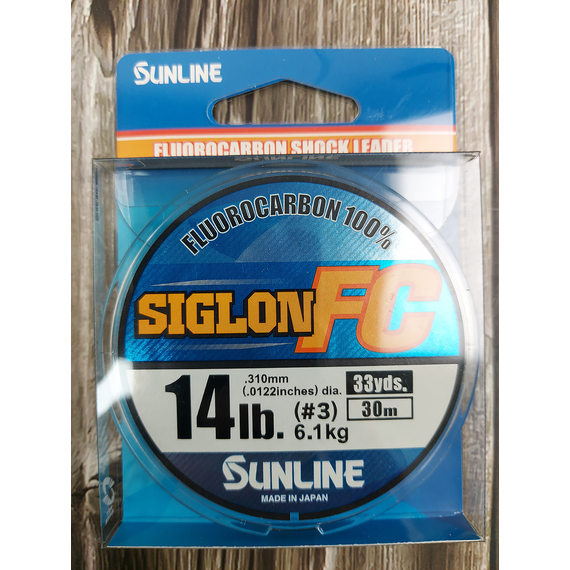 SUNLINE
FLUOROCARBON SHOCK LEADER
SUNLINE
FLUOROCARBON 100%
SIGLON FC
14lb.
.310mm
(.0122inches) dia.
(#3)
6.1kg
33yds.
30m
SUNLINE
MADE IN JAPAN